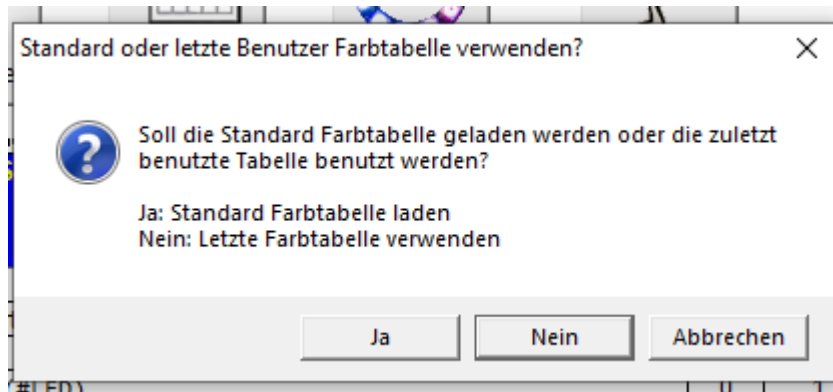 Standard oder letzte Benutzer Farbtabelle verwenden?
Soll die Standard Farbtabelle geladen werden oder die zuletzt
benutzte Tabelle benutzt werden?
Ja: Standard Farbtabelle laden
Nein: Letzte Farbtabelle verwenden
Ja Nein Abbrechen